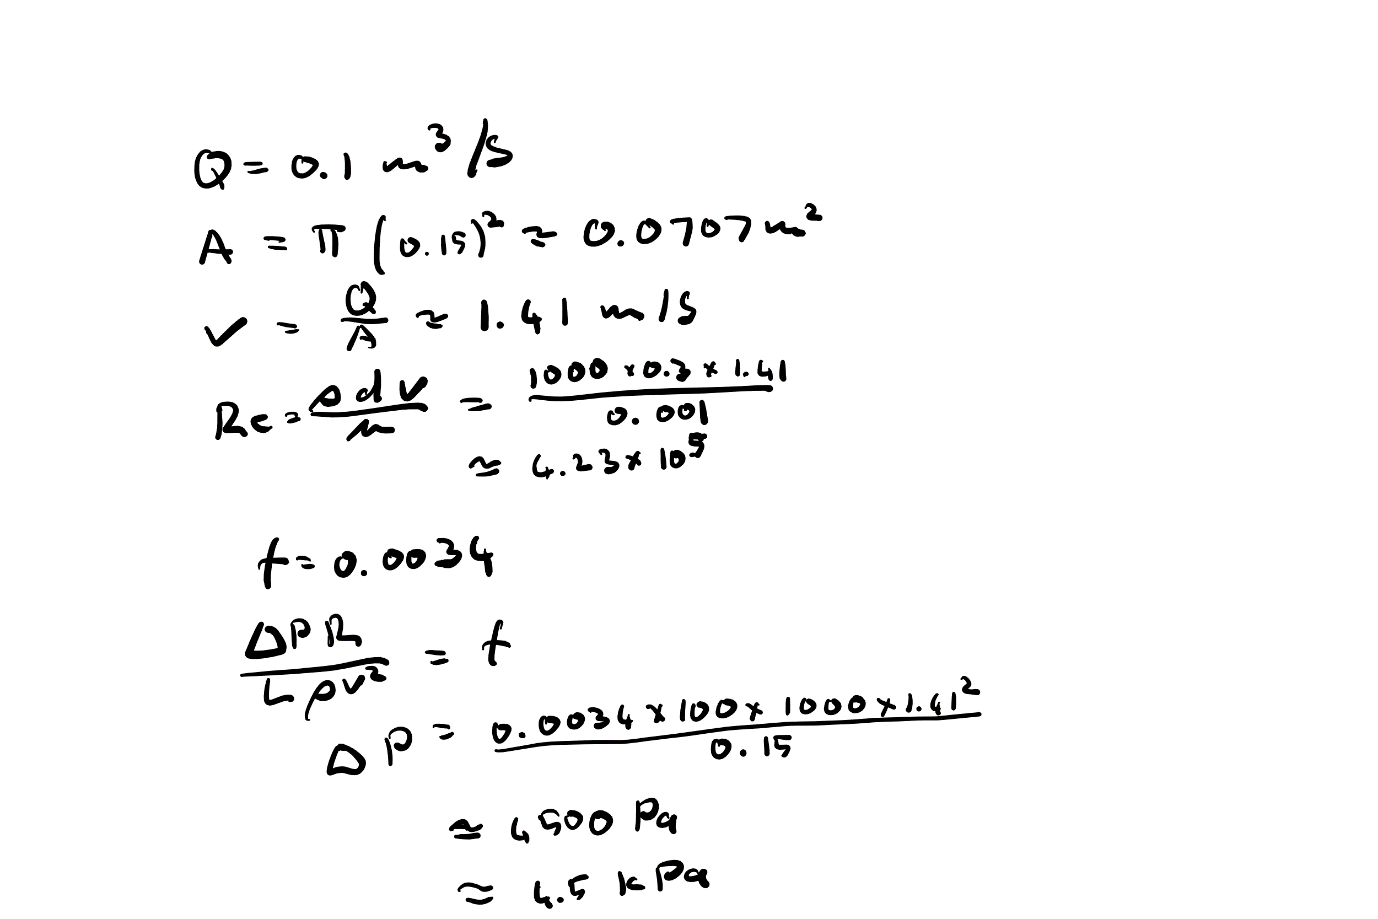 Q = 0.1 m³/s
A = π (0.15)² ≈ 0.0707 m²
v = Q/A ≈ 1.41 m/s
Re = ρdv/μ = (1000 × 0.3 × 1.41)/0.001
≈ 4.23 × 10⁵
f = 0.0034
ΔPR/Lρv² = f
ΔP = (0.0034 × 100 × 1000 × 1.41²)/0.15
≈ 4500 Pa
≈ 4.5 kPa